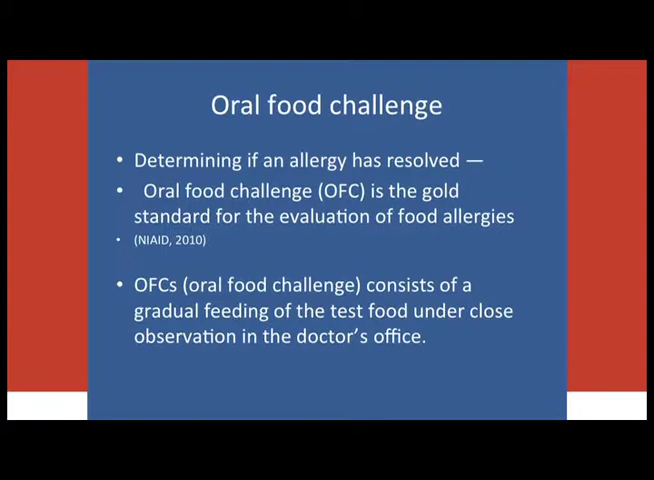 Oral food challenge
• Determining if an allergy has resolved —
• Oral food challenge (OFC) is the gold
standard for the evaluation of food allergies
• (NIAID, 2010)
• OFCs (oral food challenge) consists of a
gradual feeding of the test food under close
observation in the doctor's office.